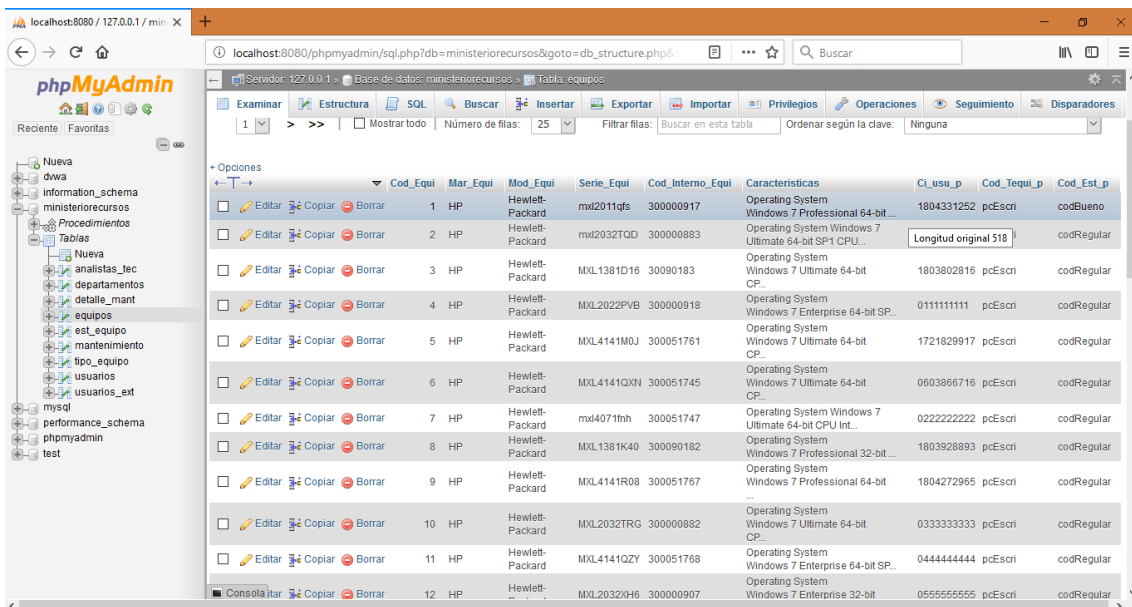 localhost:8080 / 127.0.0.1 / mini
localhost:8080/phpmyadmin/sql.php?db=ministeriorecursos&goto=db_structure.php&
Buscar
phpMyAdmin
Reciente Favoritas
Nueva
dvwa
information_schema
ministeriorecursos
Procedimientos
Tablas
Nueva
analistas_tec
departamentos
detalle_mant
equipos
est_equipo
mantenimiento
tipo_equipo
usuarios
usuarios_ext
mysql
performance_schema
phpmyadmin
test
Servidor: 127.0.0.1 » Base de datos: ministeriorecursos » Tabla: equipos
Examinar Estructura SQL Buscar Insertar Exportar Importar Privilegios Operaciones Seguimiento Disparadores
1 > >> Mostrar todo Número de filas: 25 Filtrar filas: Buscar en esta tabla Ordenar según la clave: Ninguna
+ Opciones
Cod_Equi Mar_Equi Mod_Equi Serie_Equi Cod_Interno_Equi Caracteristicas Ci_usu_p Cod_Tequi_p Cod_Est_p
Editar Copiar Borrar 1 HP Hewlett-Packard mxl2011qfs 300000917 Operating System Windows 7 Professional 64-bit ... 1804331252 pcEscri codBueno
Editar Copiar Borrar 2 HP Hewlett-Packard mxl2032TQD 300000883 Operating System Windows 7 Ultimate 64-bit SP1 CPU... codRegular
Longitud original 518
Editar Copiar Borrar 3 HP Hewlett-Packard MXL1381D16 30090183 Operating System Windows 7 Ultimate 64-bit CP... 1803802816 pcEscri codRegular
Editar Copiar Borrar 4 HP Hewlett-Packard MXL2022PVB 300000918 Operating System Windows 7 Enterprise 64-bit SP... 0111111111 pcEscri codRegular
Editar Copiar Borrar 5 HP Hewlett-Packard MXL4141M0J 300051761 Operating System Windows 7 Ultimate 64-bit CP... 1721829917 pcEscri codRegular
Editar Copiar Borrar 6 HP Hewlett-Packard MXL4141QXN 300051745 Operating System Windows 7 Ultimate 64-bit CP... 0603866716 pcEscri codRegular
Editar Copiar Borrar 7 HP Hewlett-Packard mxl4071fnh 300051747 Operating System Windows 7 Ultimate 64-bit CPU Int... 0222222222 pcEscri codRegular
Editar Copiar Borrar 8 HP Hewlett-Packard MXL1381K40 300090182 Operating System Windows 7 Professional 32-bit ... 1803928893 pcEscri codRegular
Editar Copiar Borrar 9 HP Hewlett-Packard MXL4141R08 300051767 Operating System Windows 7 Professional 64-bit ... 1804272965 pcEscri codRegular
Editar Copiar Borrar 10 HP Hewlett-Packard MXL2032TRG 300000882 Operating System Windows 7 Ultimate 64-bit CP... 0333333333 pcEscri codRegular
Editar Copiar Borrar 11 HP Hewlett-Packard MXL4141QZY 300051768 Operating System Windows 7 Enterprise 64-bit SP... 0444444444 pcEscri codRegular
Consola Copiar Borrar 12 HP Hewlett- MXL2032XH6 300000907 Operating System Windows 7 Enterprise 32-bit 0555555555 pcEscri codRegular